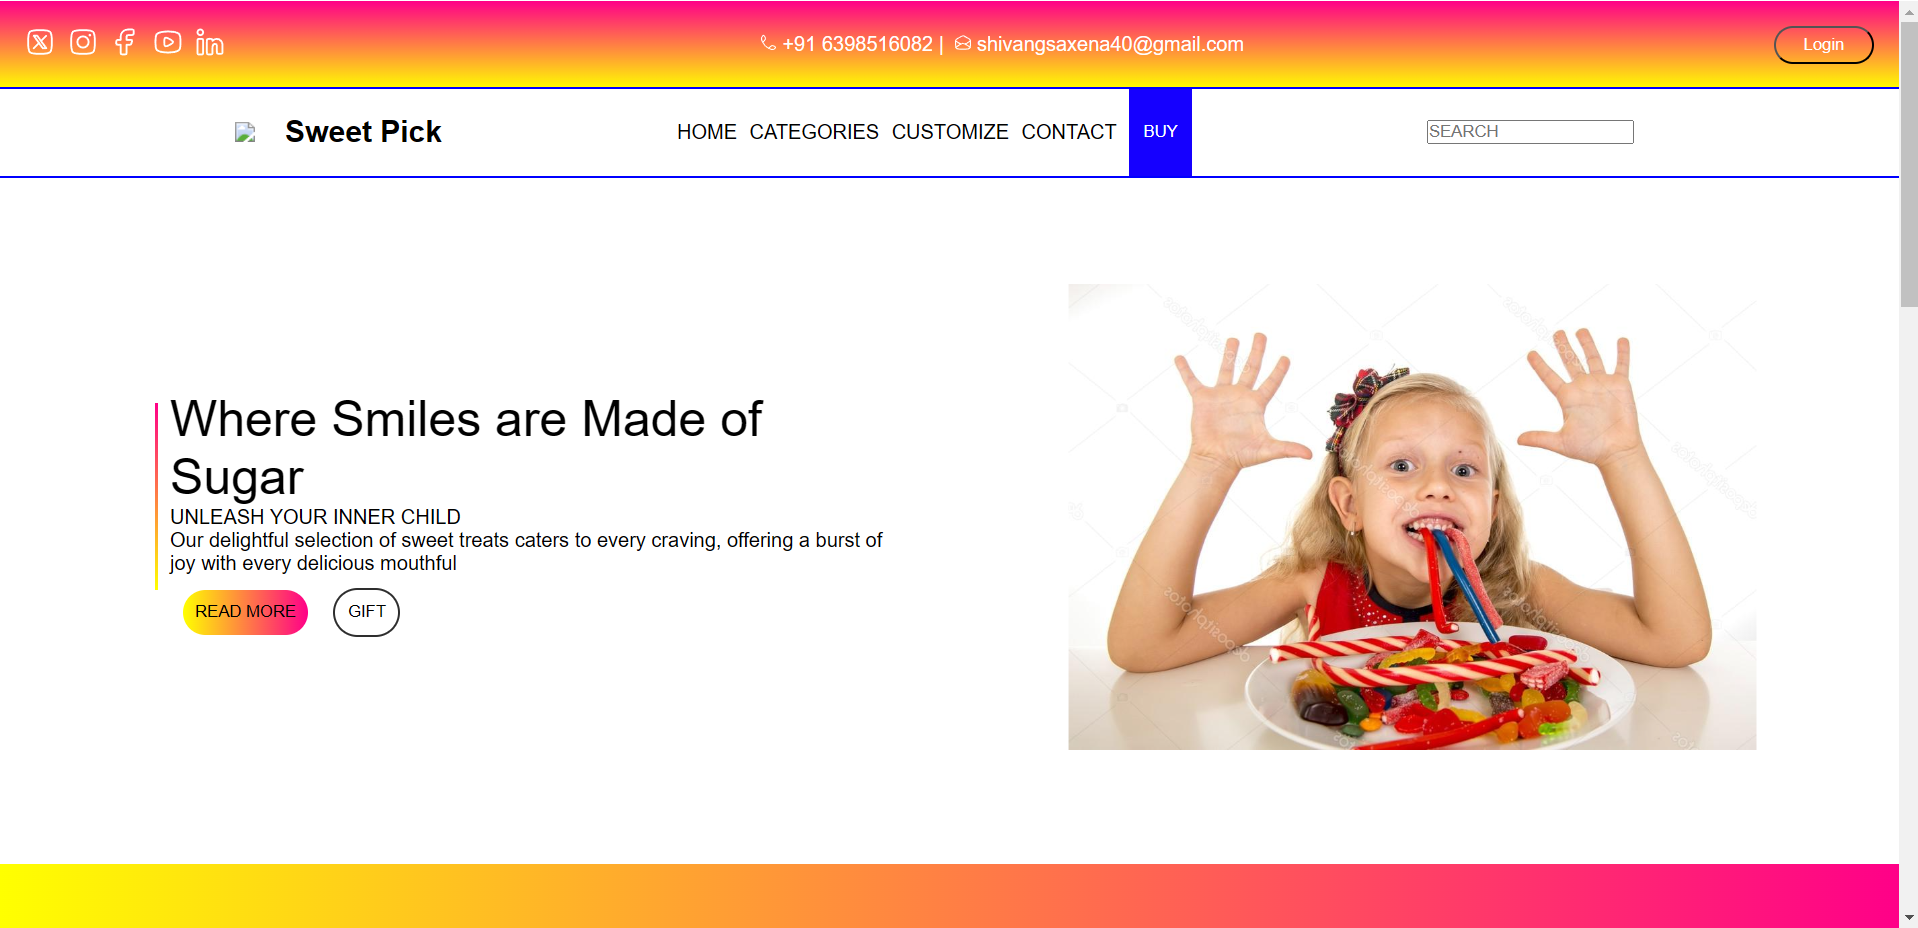 +91 6398516082 | shivangsaxena40@gmail.com
Login
Sweet Pick
HOME CATEGORIES CUSTOMIZE CONTACT BUY
SEARCH
Where Smiles are Made of
Sugar
UNLEASH YOUR INNER CHILD
Our delightful selection of sweet treats caters to every craving, offering a burst of
joy with every delicious mouthful
READ MORE GIFT